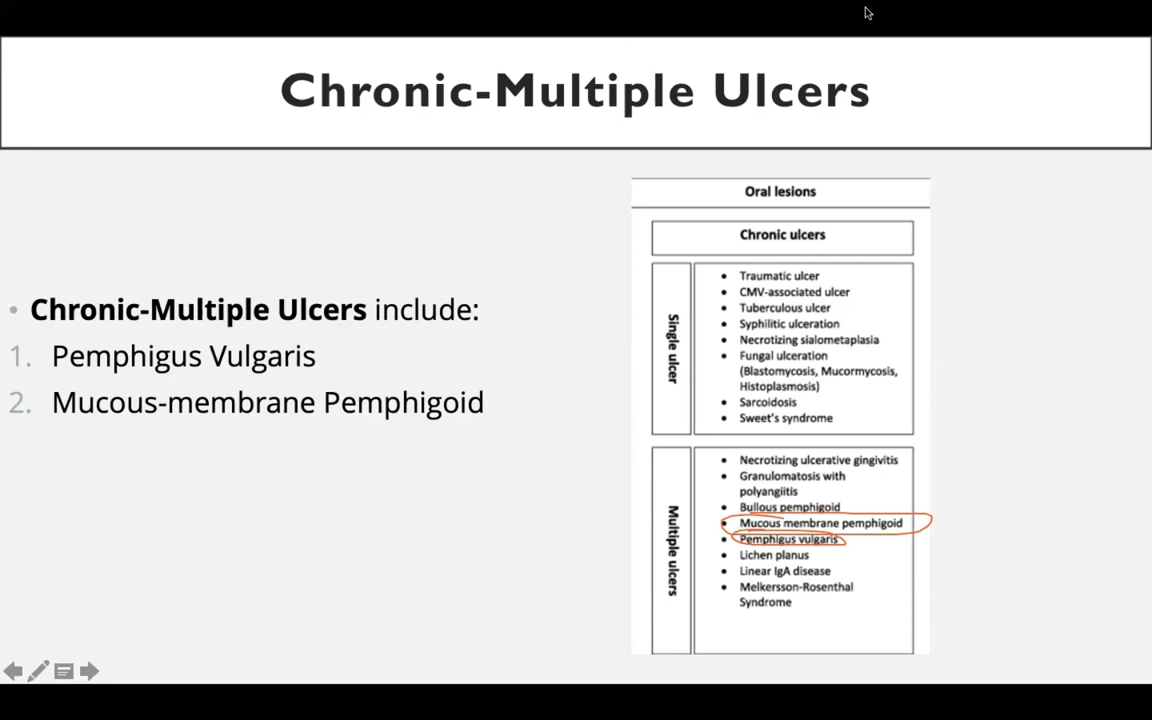 Chronic-Multiple Ulcers
• Chronic-Multiple Ulcers include:
1. Pemphigus Vulgaris
2. Mucous-membrane Pemphigoid
Oral lesions
Chronic ulcers
Single ulcer
• Traumatic ulcer
• CMV-associated ulcer
• Tuberculous ulcer
• Syphilitic ulceration
• Necrotizing sialometaplasia
• Fungal ulceration
(Blastomycosis, Mucormycosis,
Histoplasmosis)
• Sarcoidosis
• Sweet's syndrome
Multiple ulcers
• Necrotizing ulcerative gingivitis
• Granulomatosis with
polyangiitis
• Bullous pemphigoid
• Mucous membrane pemphigoid
• Pemphigus vulgaris
• Lichen planus
• Linear IgA disease
• Melkersson-Rosenthal
Syndrome